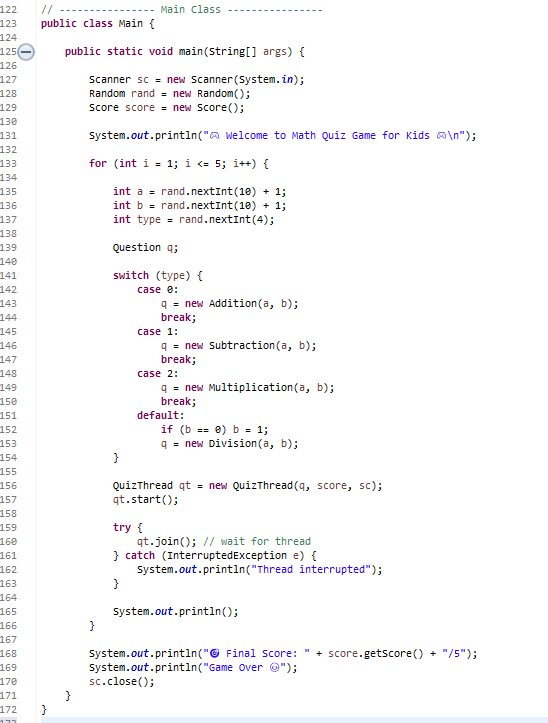 122 // ---------------- Main Class ----------------
123 public class Main {
124
125     public static void main(String[] args) {
126
127         Scanner sc = new Scanner(System.in);
128         Random rand = new Random();
129         Score score = new Score();
130
131         System.out.println("🎮 Welcome to Math Quiz Game for Kids 🎮\n");
132
133         for (int i = 1; i <= 5; i++) {
134
135             int a = rand.nextInt(10) + 1;
136             int b = rand.nextInt(10) + 1;
137             int type = rand.nextInt(4);
138
139             Question q;
140
141             switch (type) {
142                 case 0:
143                     q = new Addition(a, b);
144                     break;
145                 case 1:
146                     q = new Subtraction(a, b);
147                     break;
148                 case 2:
149                     q = new Multiplication(a, b);
150                     break;
151                 default:
152                     if (b == 0) b = 1;
153                     q = new Division(a, b);
154             }
155
156             QuizThread qt = new QuizThread(q, score, sc);
157             qt.start();
158
159             try {
160                 qt.join(); // wait for thread
161             } catch (InterruptedException e) {
162                 System.out.println("Thread interrupted");
163             }
164
165             System.out.println();
166         }
167
168         System.out.println("🎯 Final Score: " + score.getScore() + "/5");
169         System.out.println("Game Over 😊");
170         sc.close();
171     }
172 }
173